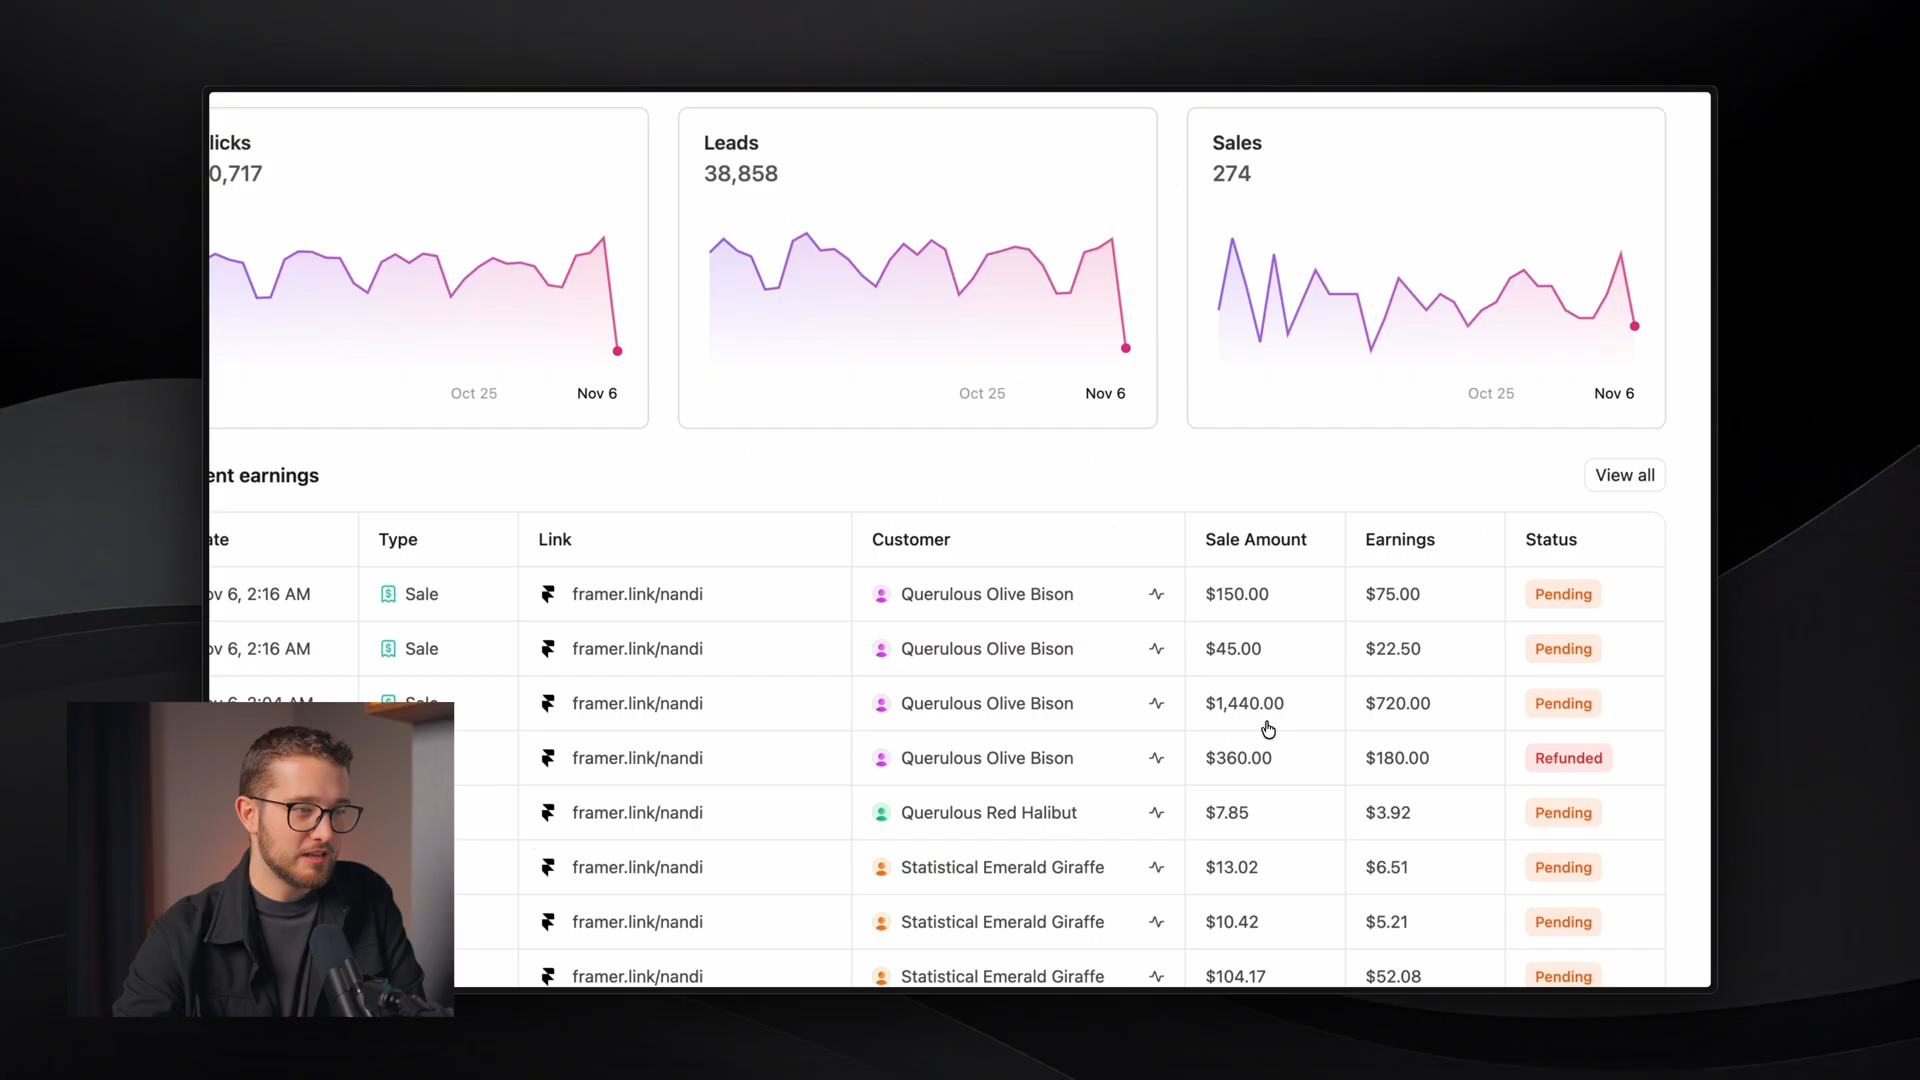 licks Leads Sales
0,717 38,858 274
Oct 25 Nov 6 Oct 25 Nov 6 Oct 25 Nov 6
ent earnings View all
ate Type Link Customer Sale Amount Earnings Status
ov 6, 2:16 AM Sale framer.link/nandi Querulous Olive Bison $150.00 $75.00 Pending
ov 6, 2:16 AM Sale framer.link/nandi Querulous Olive Bison $45.00 $22.50 Pending
framer.link/nandi Querulous Olive Bison $1,440.00 $720.00 Pending
framer.link/nandi Querulous Olive Bison $360.00 $180.00 Refunded
framer.link/nandi Querulous Red Halibut $7.85 $3.92 Pending
framer.link/nandi Statistical Emerald Giraffe $13.02 $6.51 Pending
framer.link/nandi Statistical Emerald Giraffe $10.42 $5.21 Pending
framer.link/nandi Statistical Emerald Giraffe $104.17 $52.08 Pending